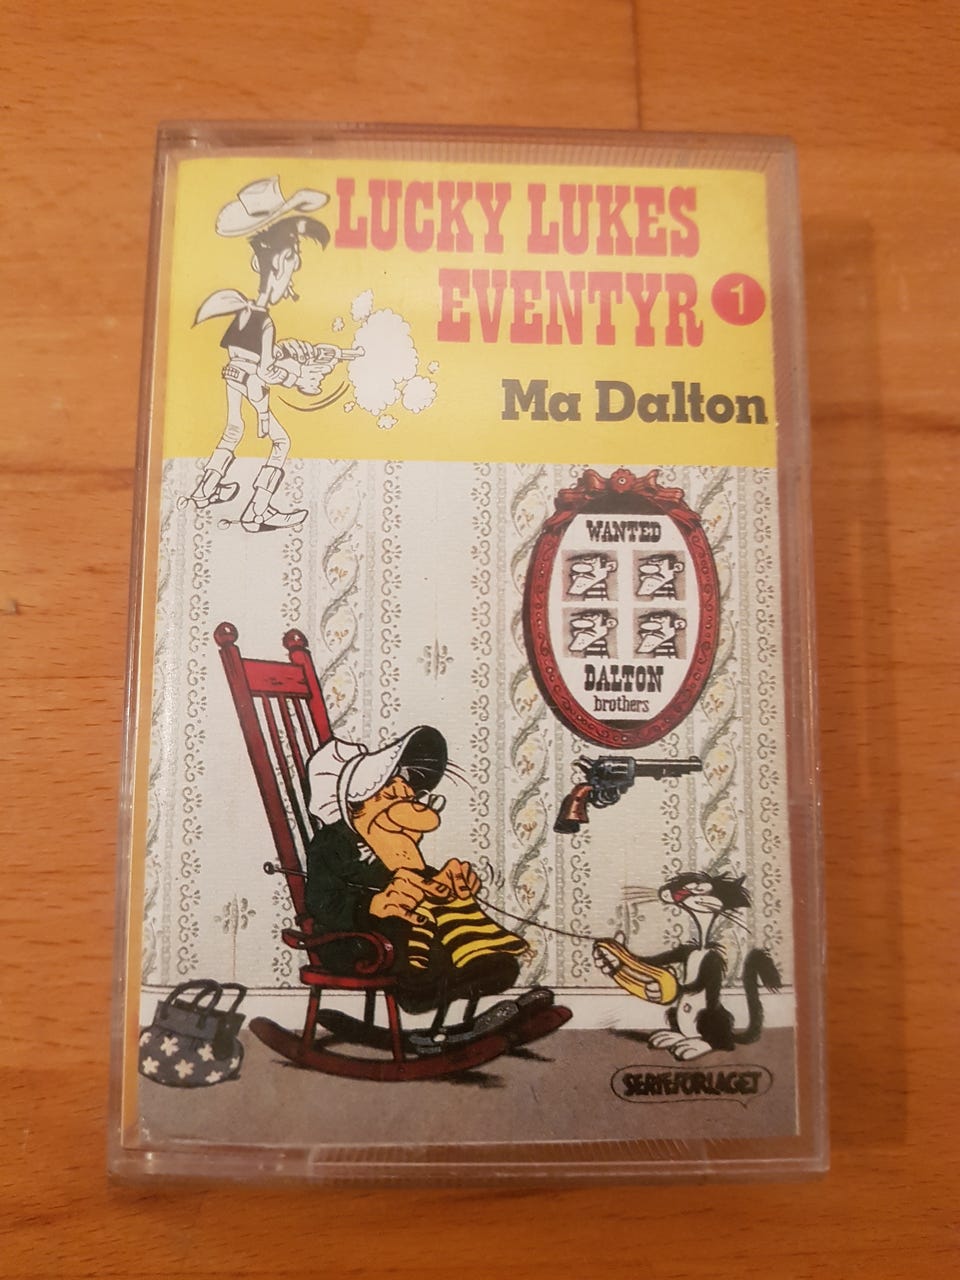 LUCKY LUKES
EVENTYR 1
Ma Dalton
WANTED
DALTON
brothers
SERIEFORLAGET